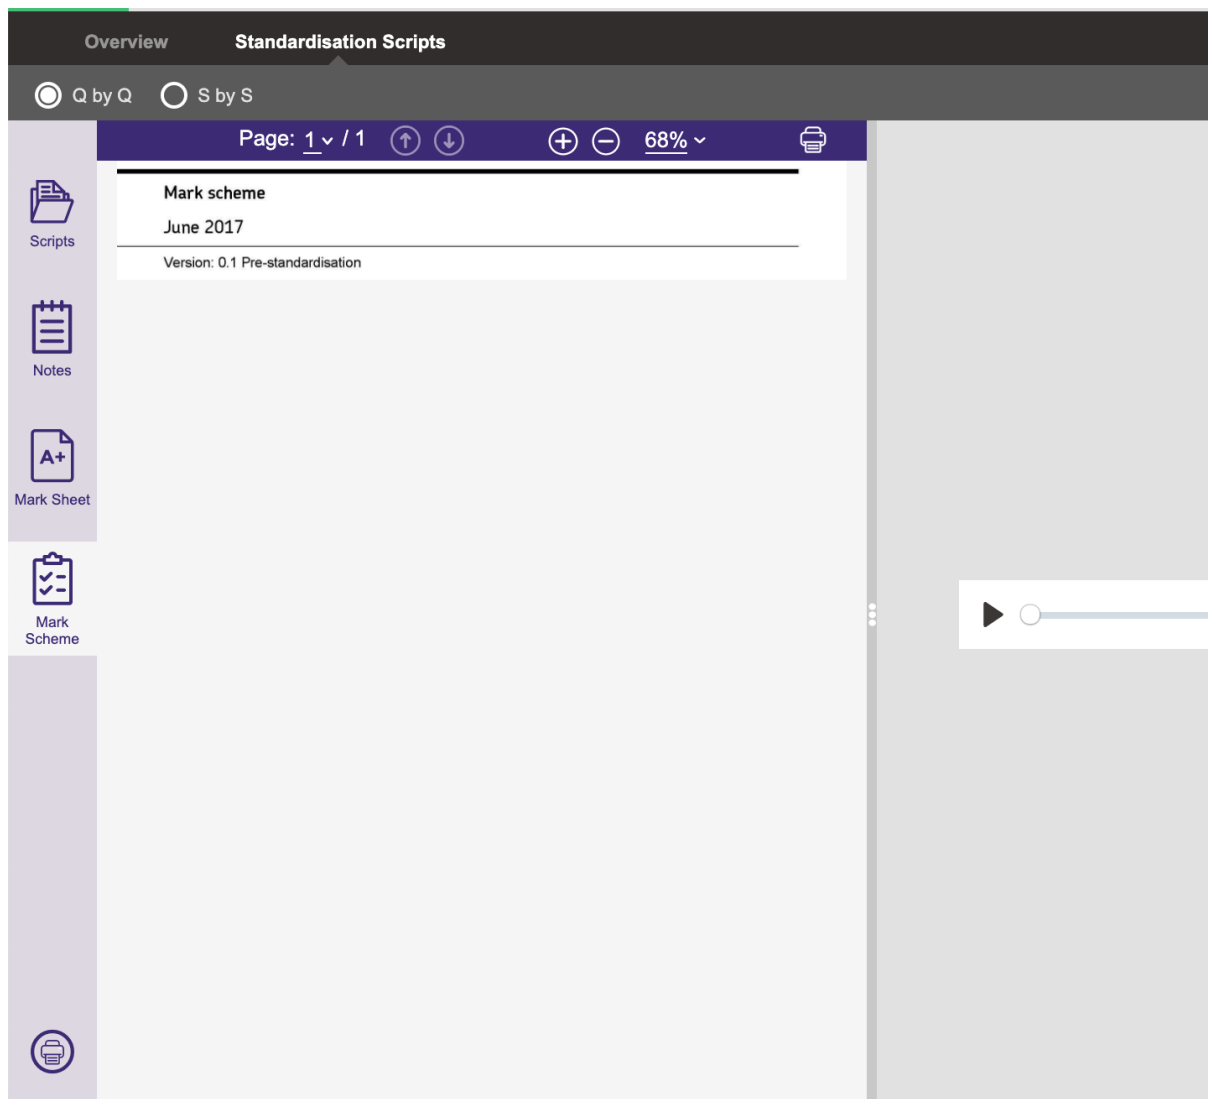 Overview Standardisation Scripts
Q by Q S by S
Page: 1 / 1 68%
Mark scheme
June 2017
Version: 0.1 Pre-standardisation
Scripts
Notes
A+
Mark Sheet
Mark
Scheme